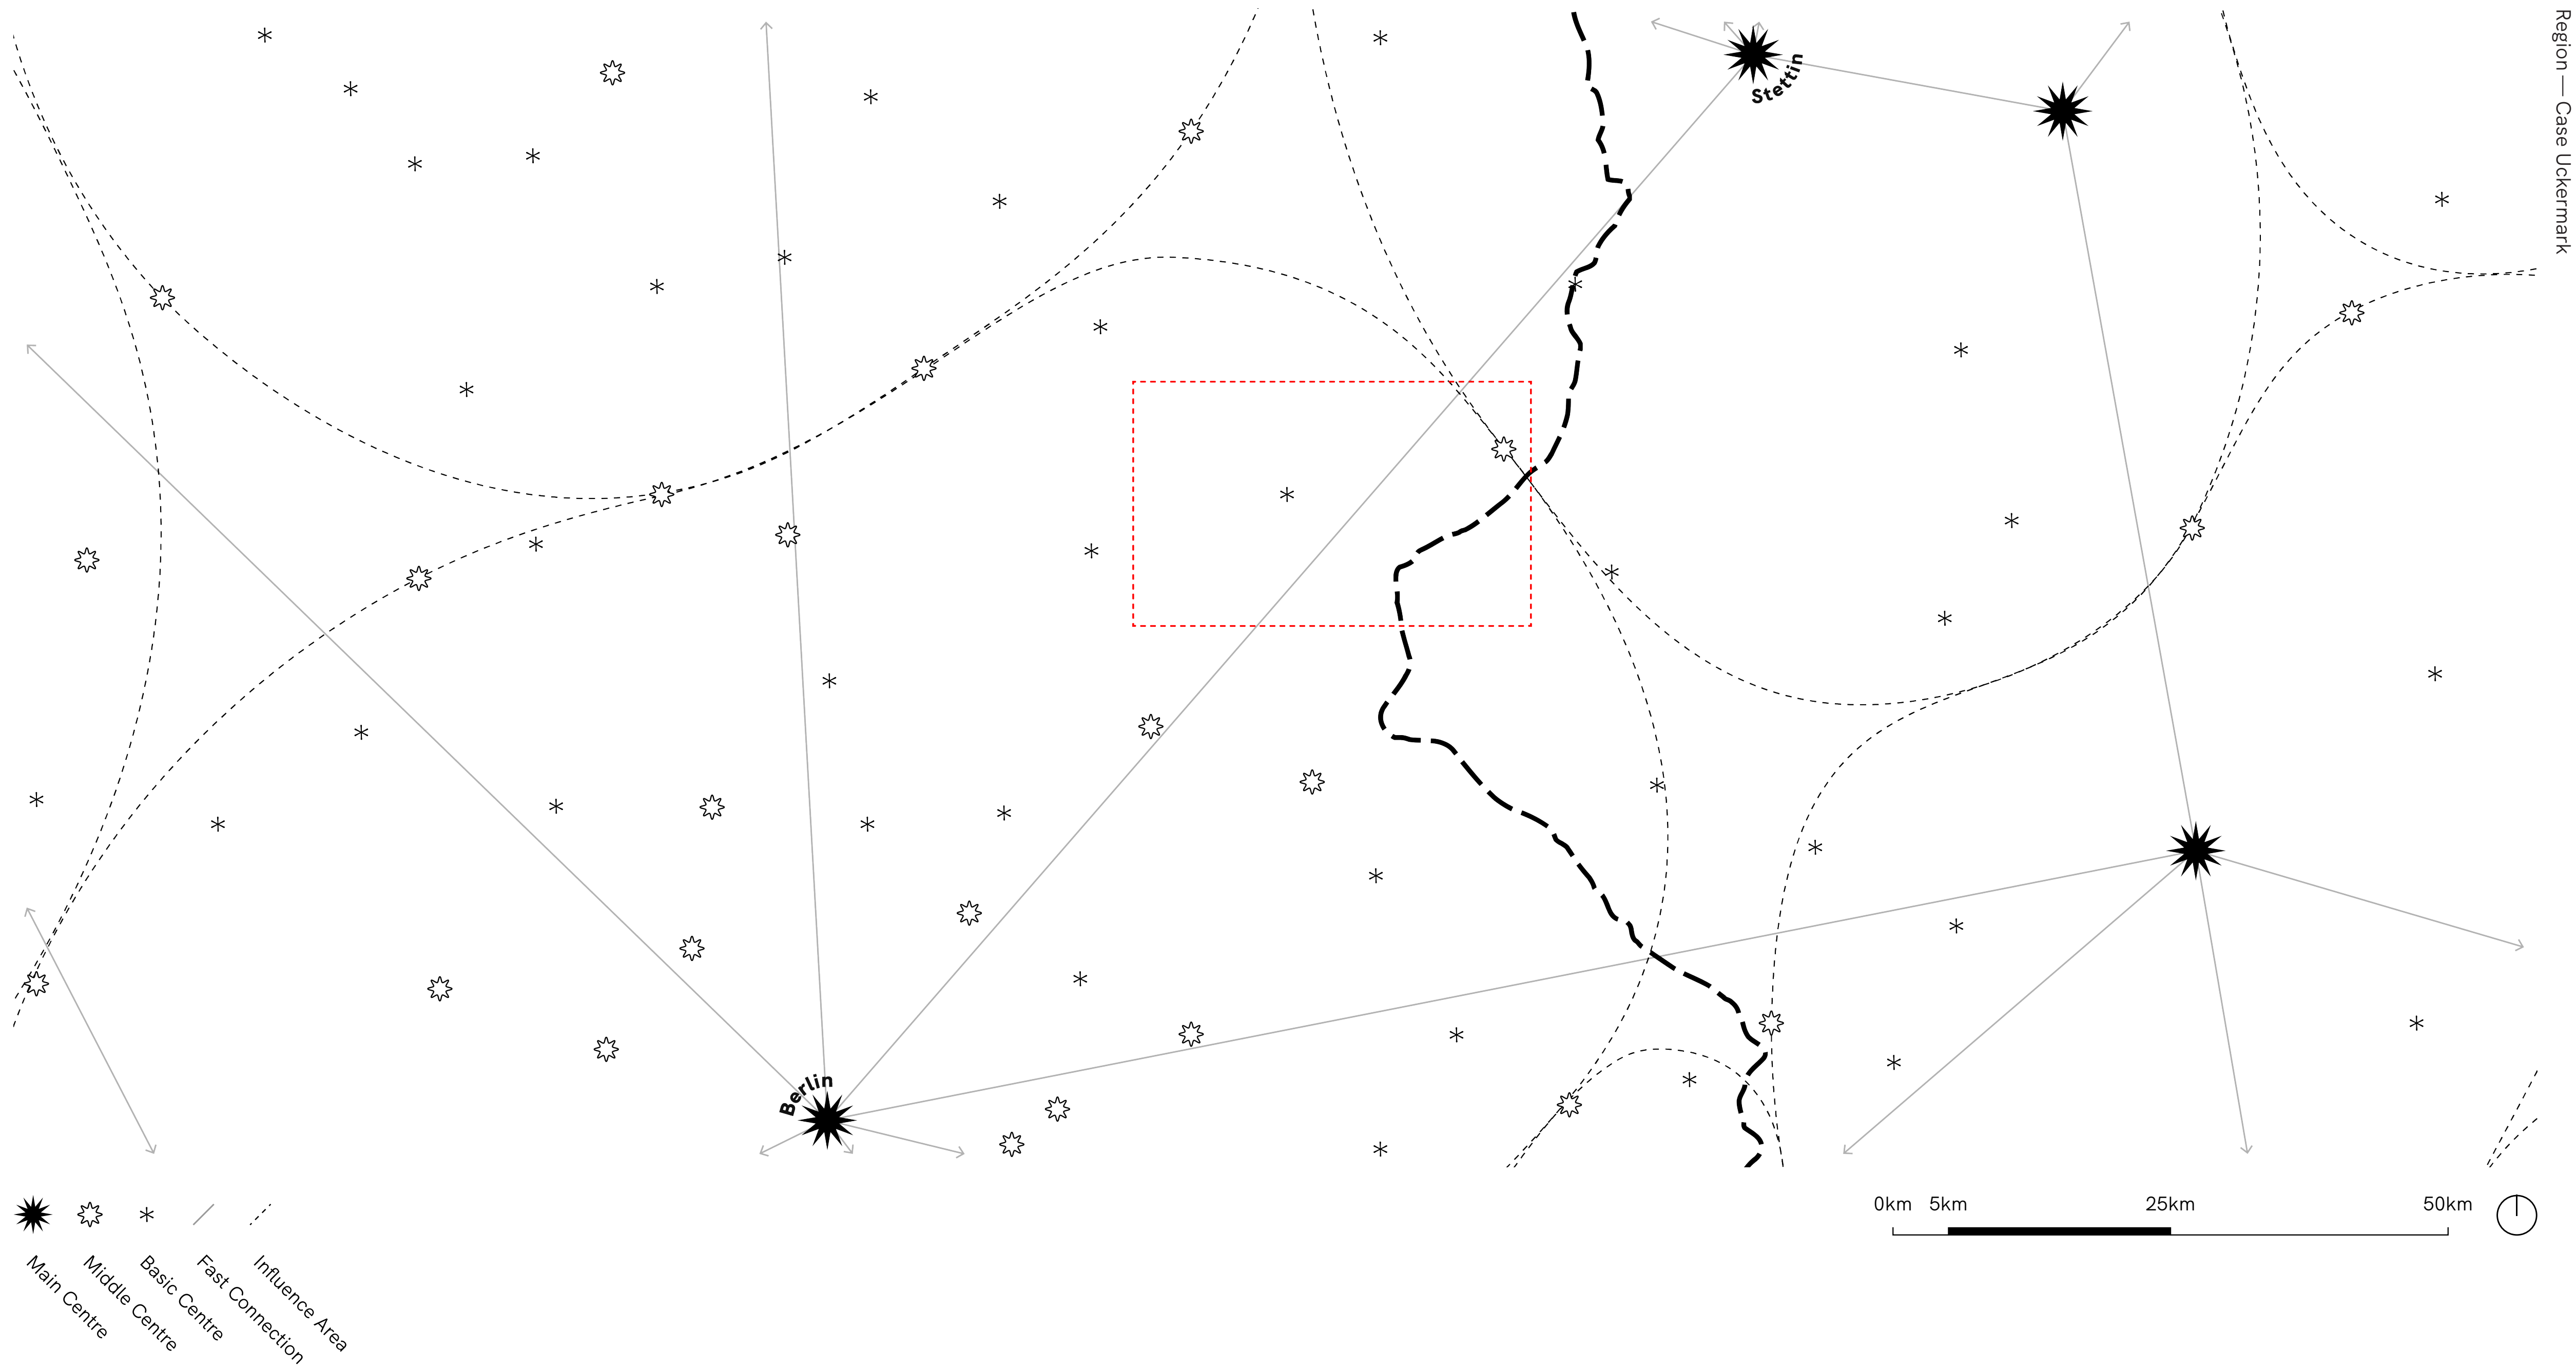 Region — Case Uckermark
Stettin
Berlin
0km 5km 25km 50km
Main Centre
Middle Centre
Basic Centre
Fast Connection
Influence Area